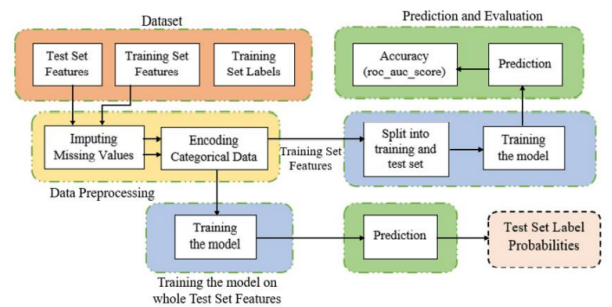 Dataset
Prediction and Evaluation
Test Set
Features
Training Set
Features
Training
Set Labels
Accuracy
(roc_auc_score)
Prediction
Imputing
Missing Values
Encoding
Categorical Data
Training Set
Features
Split into
training and
test set
Training
the model
Data Preprocessing
Training
the model
Prediction
Test Set Label
Probabilities
Training the model on
whole Test Set Features